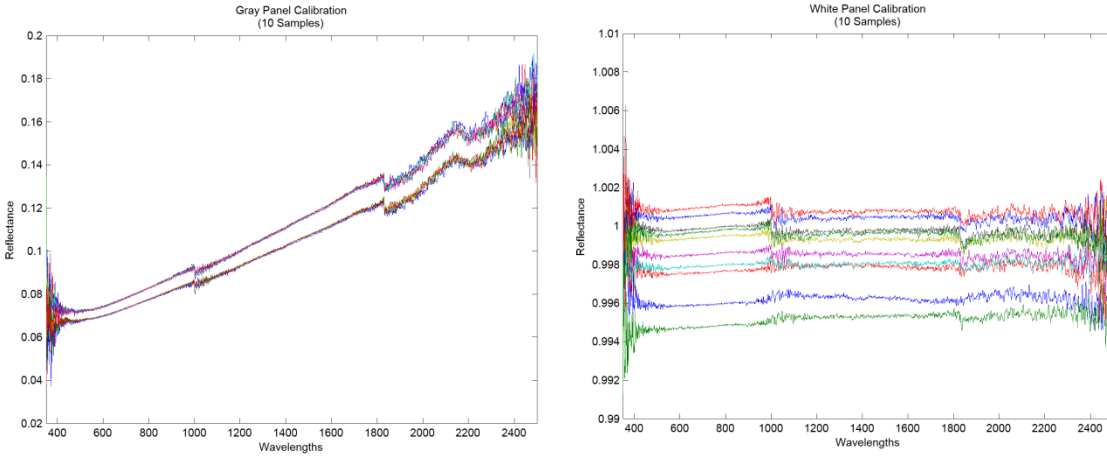 Gray Panel Calibration
(10 Samples)
0.2
0.18
0.16
0.14
0.12
0.1
0.08
0.06
0.04
0.02
Reflectance
400 600 800 1000 1200 1400 1600 1800 2000 2200 2400
Wavelengths
White Panel Calibration
(10 Samples)
1.01
1.008
1.006
1.004
1.002
1
0.998
0.996
0.994
0.992
0.99
Reflectance
400 600 800 1000 1200 1400 1600 1800 2000 2200 2400
Wavelengths